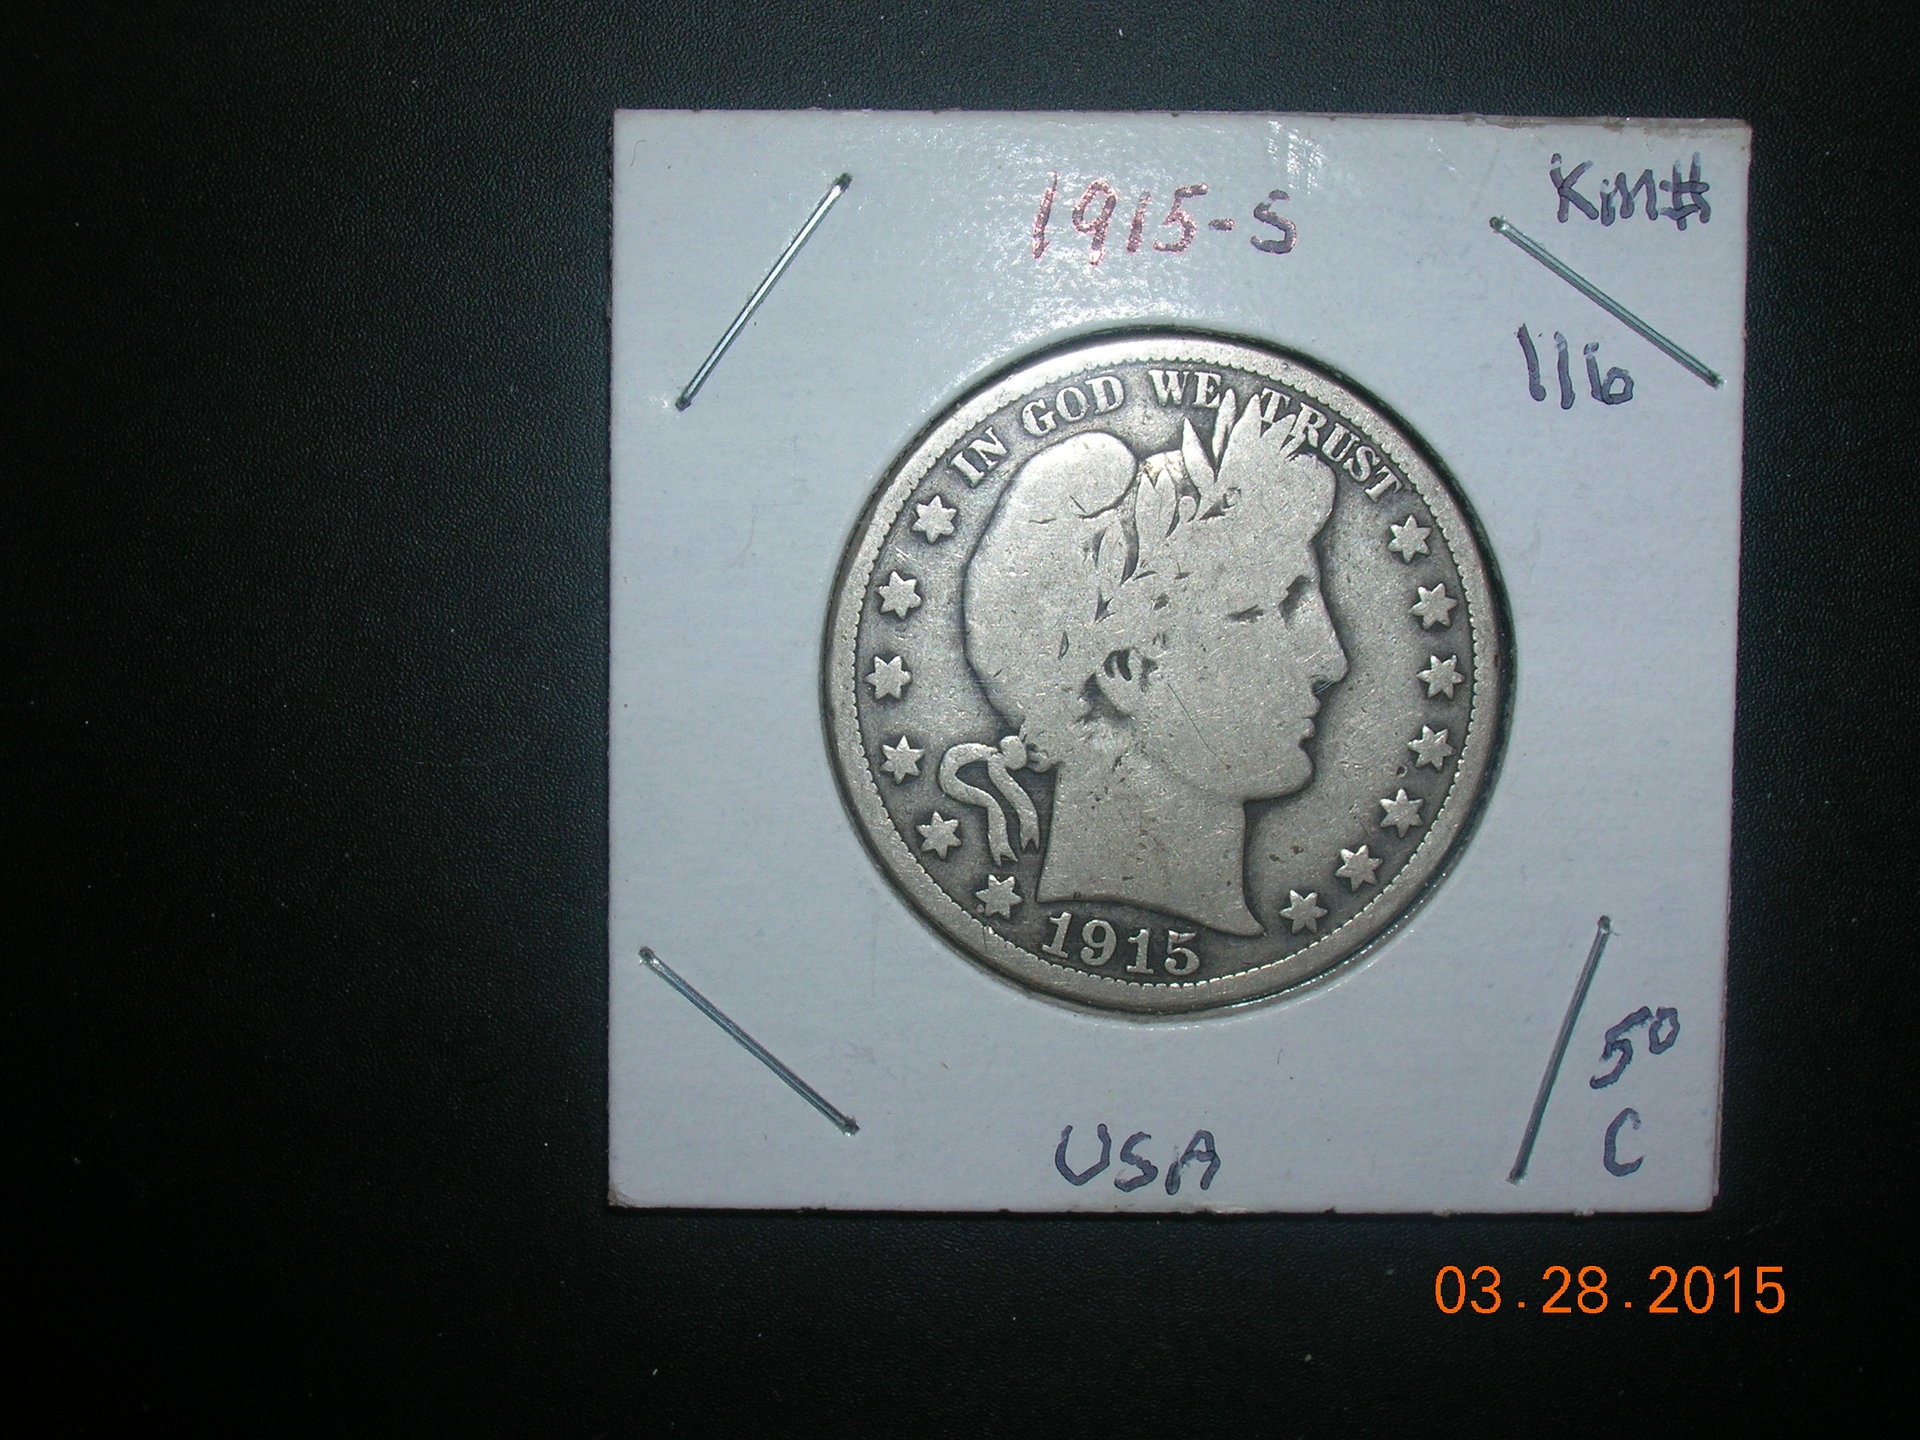 1915-S
KM#
116
IN GOD WE TRUST
1915
50
C
USA
03.28.2015